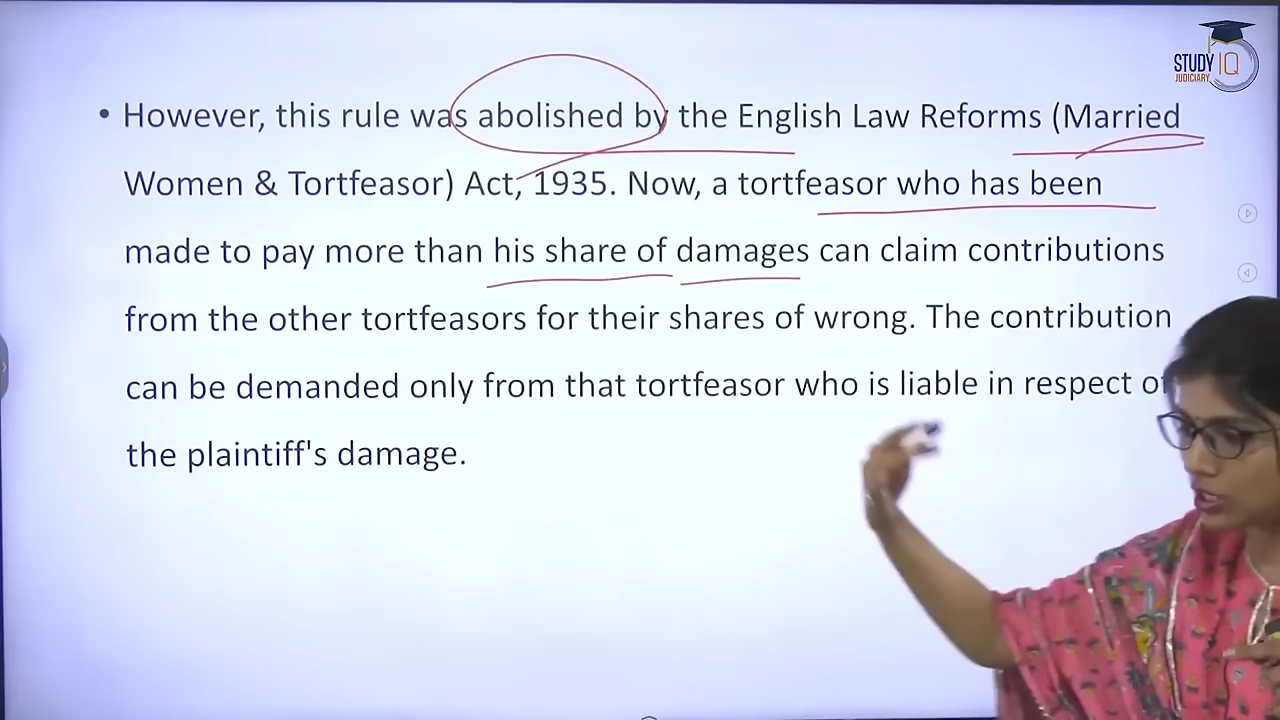 STUDY IQ
JUDICIARY
• However, this rule was abolished by the English Law Reforms (Married
Women & Tortfeasor) Act, 1935. Now, a tortfeasor who has been
made to pay more than his share of damages can claim contributions
from the other tortfeasors for their shares of wrong. The contribution
can be demanded only from that tortfeasor who is liable in respect of
the plaintiff's damage.